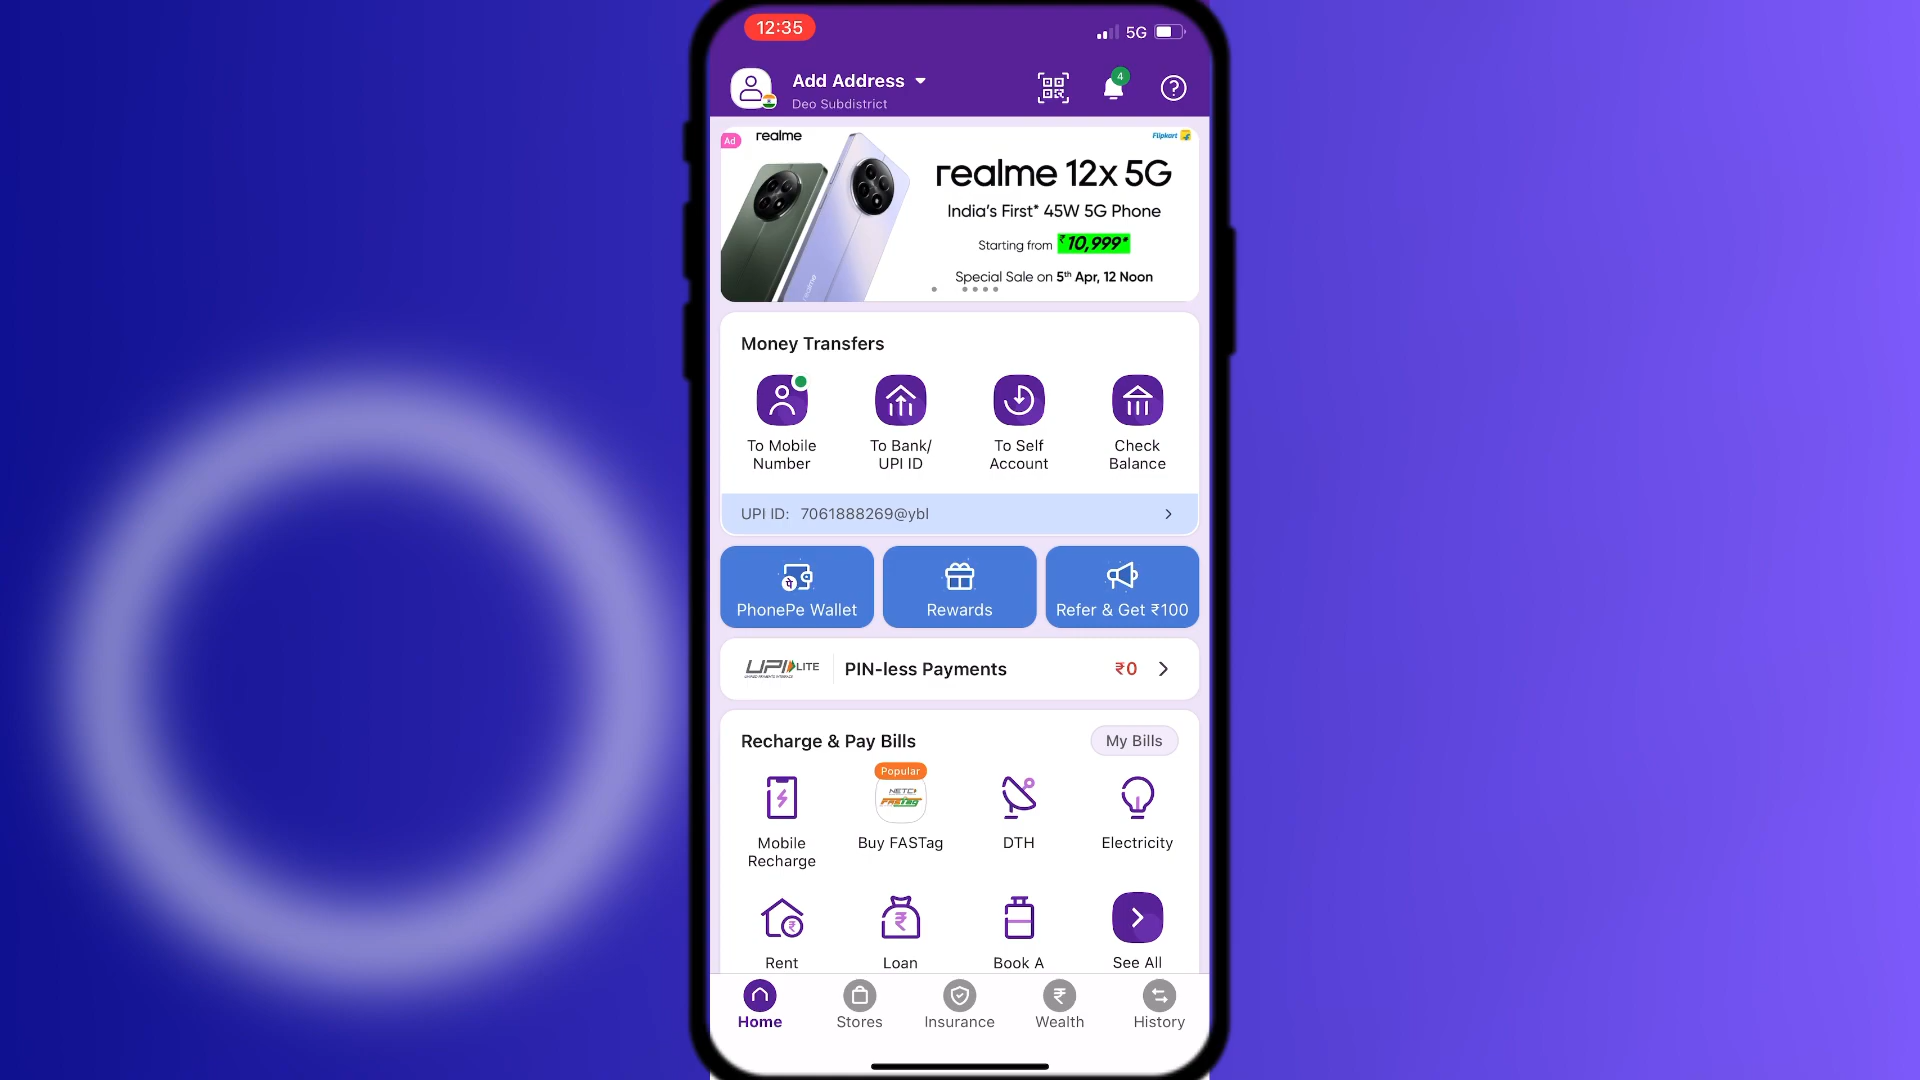 12:35
5G
Add Address
Deo Subdistrict
4
?
Ad
realme
Flipkart
realme 12x 5G
India's First* 45W 5G Phone
Starting from ₹10,999*
Special Sale on 5th Apr, 12 Noon
realme
Money Transfers
To Mobile Number
To Bank/ UPI ID
To Self Account
Check Balance
UPI ID: 7061888269@ybl
PhonePe Wallet
Rewards
Refer & Get ₹100
UPI LITE
PIN-less Payments
₹0
Recharge & Pay Bills
My Bills
Popular
NETC
FASTag
Mobile Recharge
Buy FASTag
DTH
Electricity
Rent
Loan
Book A
See All
Home
Stores
Insurance
Wealth
History